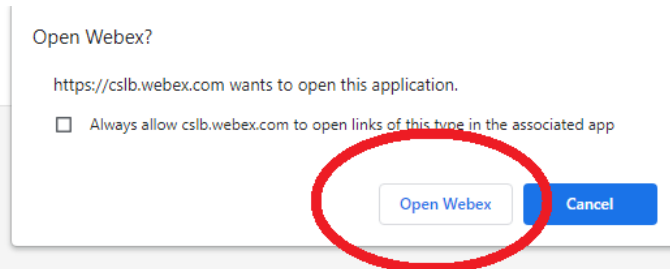 Open Webex?
https://cslb.webex.com wants to open this application.
Always allow cslb.webex.com to open links of this type in the associated app
Open Webex Cancel